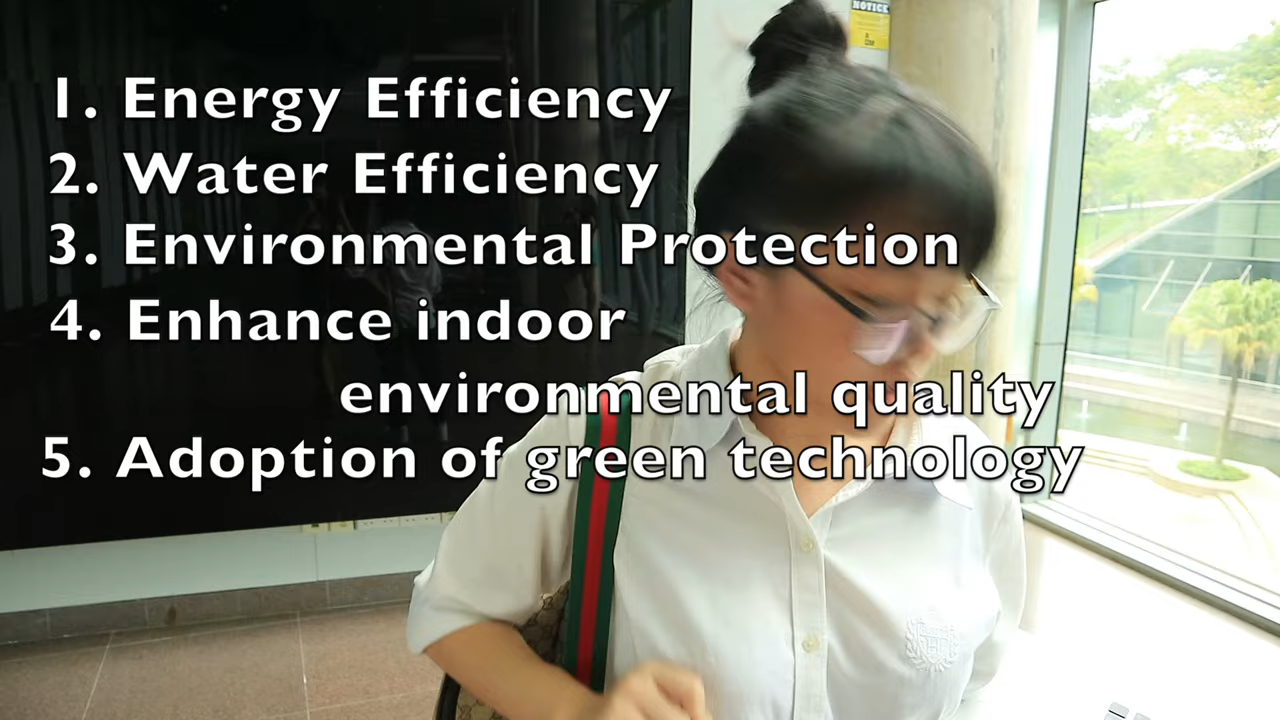 NOTICE
1. Energy Efficiency
2. Water Efficiency
3. Environmental Protection
4. Enhance indoor
environmental quality
5. Adoption of green technology